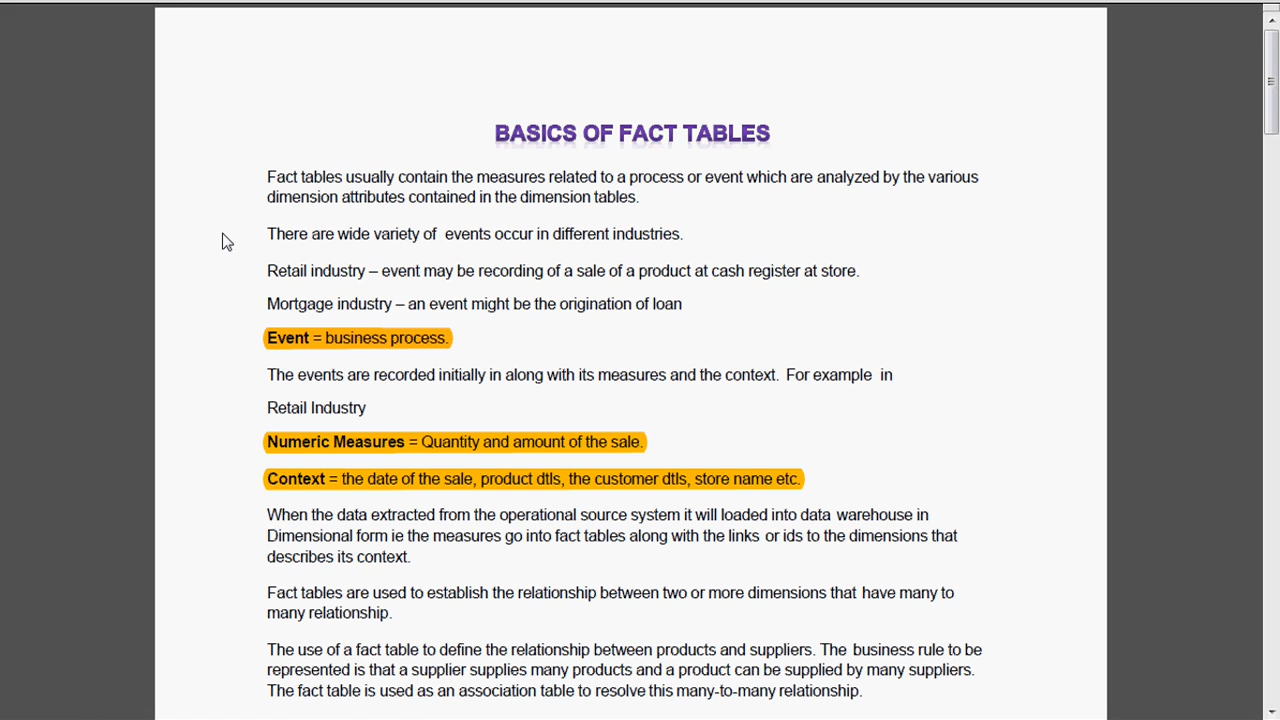 BASICS OF FACT TABLES
Fact tables usually contain the measures related to a process or event which are analyzed by the various
dimension attributes contained in the dimension tables.
There are wide variety of events occur in different industries.
Retail industry – event may be recording of a sale of a product at cash register at store.
Mortgage industry – an event might be the origination of loan
Event = business process.
The events are recorded initially in along with its measures and the context. For example in
Retail Industry
Numeric Measures = Quantity and amount of the sale.
Context = the date of the sale, product dtls, the customer dtls, store name etc.
When the data extracted from the operational source system it will loaded into data warehouse in
Dimensional form ie the measures go into fact tables along with the links or ids to the dimensions that
describes its context.
Fact tables are used to establish the relationship between two or more dimensions that have many to
many relationship.
The use of a fact table to define the relationship between products and suppliers. The business rule to be
represented is that a supplier supplies many products and a product can be supplied by many suppliers.
The fact table is used as an association table to resolve this many-to-many relationship.